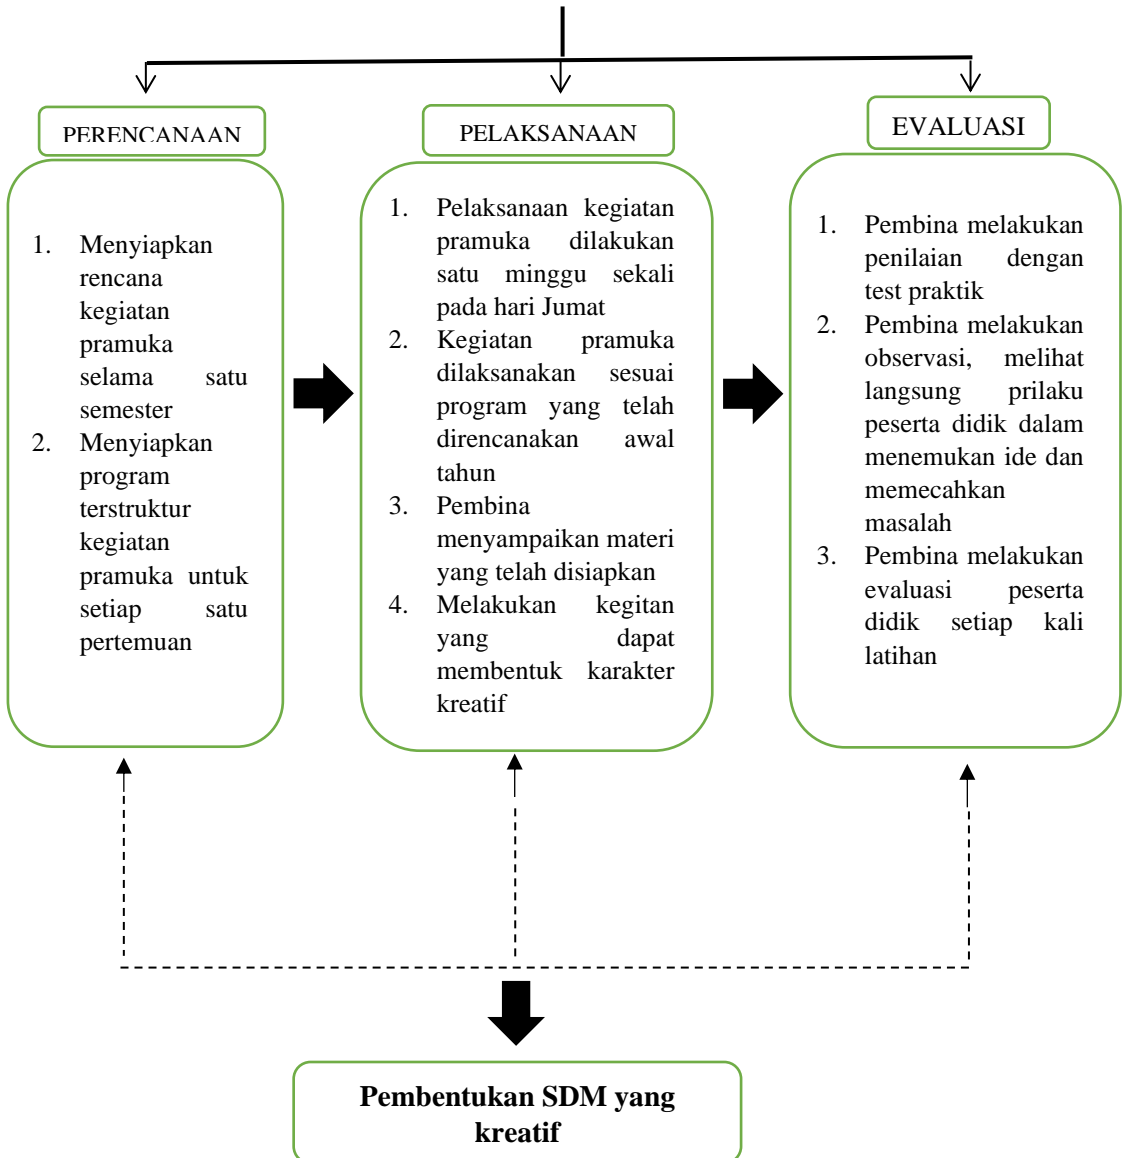 PERENCANAAN
1. Menyiapkan
rencana
kegiatan
pramuka
selama satu
semester
2. Menyiapkan
program
terstruktur
kegiatan
pramuka untuk
setiap satu
pertemuan
PELAKSANAAN
1. Pelaksanaan kegiatan
pramuka dilakukan
satu minggu sekali
pada hari Jumat
2. Kegiatan pramuka
dilaksanakan sesuai
program yang telah
direncanakan awal
tahun
3. Pembina
menyampaikan materi
yang telah disiapkan
4. Melakukan kegitan
yang dapat
membentuk karakter
kreatif
EVALUASI
1. Pembina melakukan
penilaian dengan
test praktik
2. Pembina melakukan
observasi, melihat
langsung prilaku
peserta didik dalam
menemukan ide dan
memecahkan
masalah
3. Pembina melakukan
evaluasi peserta
didik setiap kali
latihan
Pembentukan SDM yang
kreatif